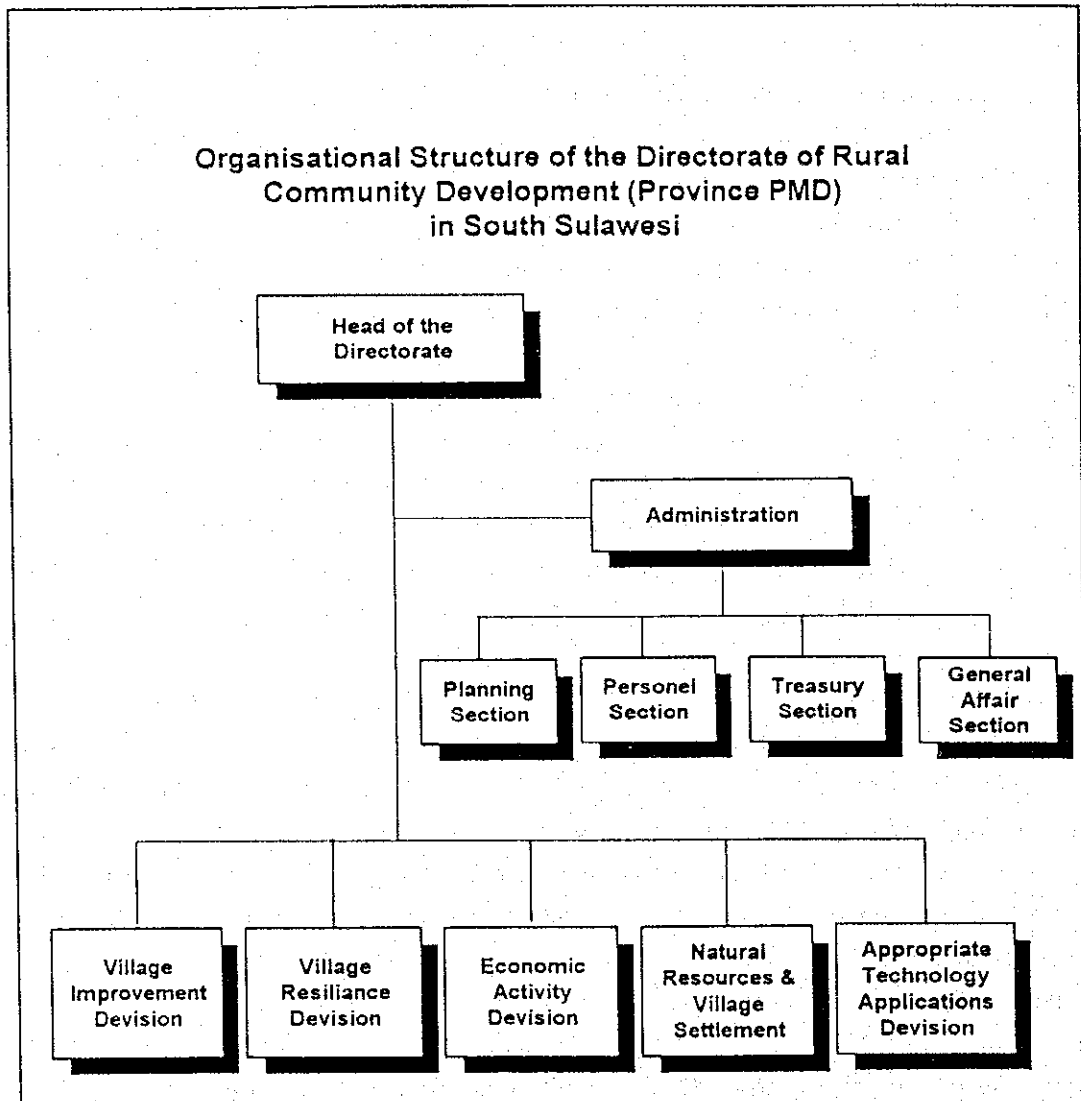 Organisational Structure of the Directorate of Rural
Community Development (Province PMD)
in South Sulawesi
Head of the
Directorate
Administration
Planning
Section
Personel
Section
Treasury
Section
General
Affair
Section
Village
Improvement
Devision
Village
Resiliance
Devision
Economic
Activity
Devision
Natural
Resources &
Village
Settlement
Appropriate
Technology
Applications
Devision